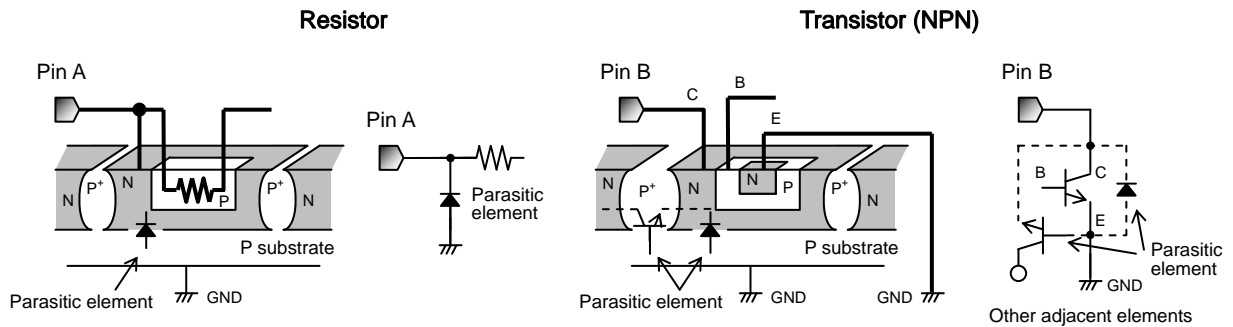 Resistor
Pin A
N
P+
N
P
P+
N
P substrate
Parasitic element
GND
Pin A
Parasitic
element
Transistor (NPN)
Pin B
C
B
E
N
P+
N
N
P
P+
N
P substrate
Parasitic element
GND
GND
Pin B
B
C
E
Parasitic
element
GND
Other adjacent elements